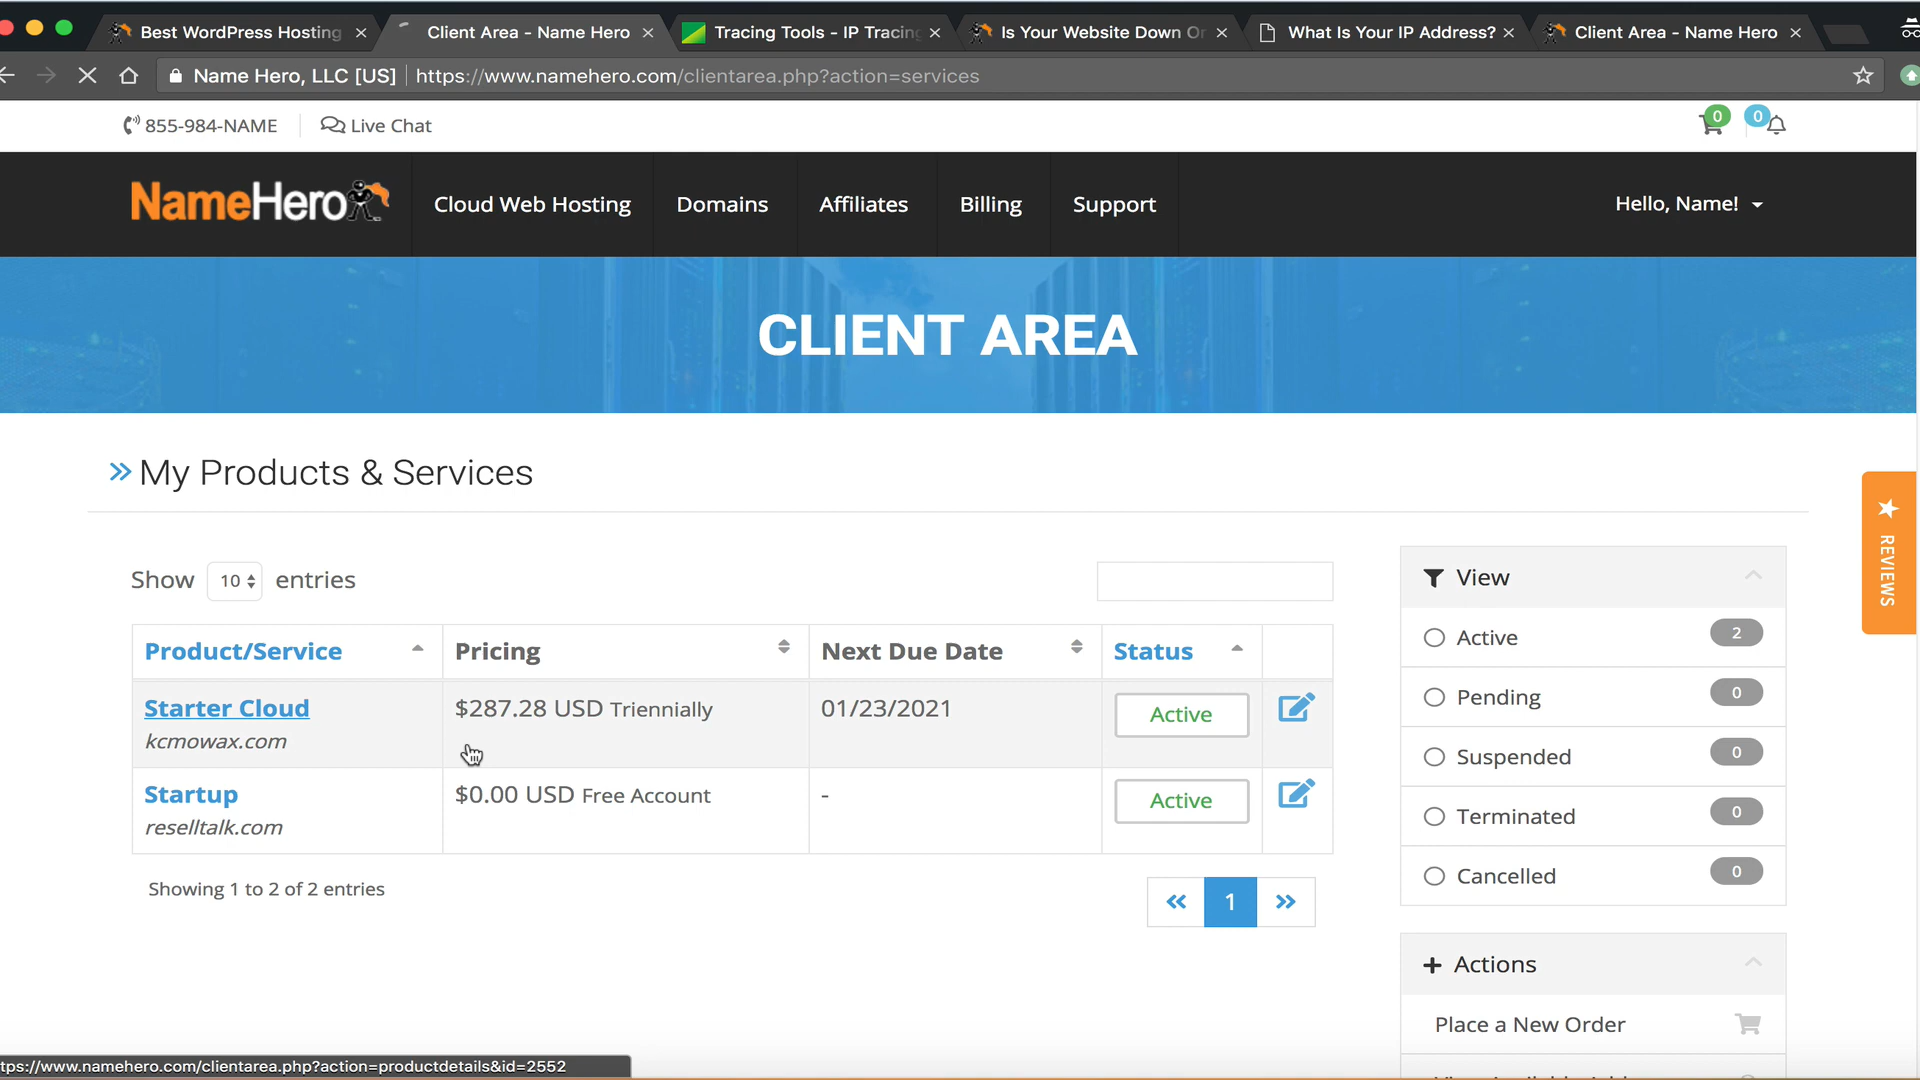 Best WordPress Hosting
Client Area - Name Hero
Tracing Tools - IP Tracing
Is Your Website Down Or
What Is Your IP Address?
Client Area - Name Hero
Name Hero, LLC [US] https://www.namehero.com/clientarea.php?action=services
855-984-NAME
Live Chat
0
0
NameHero
Cloud Web Hosting
Domains
Affiliates
Billing
Support
Hello, Name!
CLIENT AREA
My Products & Services
REVIEWS
Show 10 entries
Product/Service Pricing Next Due Date Status
Starter Cloud $287.28 USD Triennially 01/23/2021 Active
kcmowax.com
Startup $0.00 USD Free Account - Active
reselltalk.com
Showing 1 to 2 of 2 entries
« 1 »
View
Active 2
Pending 0
Suspended 0
Terminated 0
Cancelled 0
Actions
Place a New Order
tps://www.namehero.com/clientarea.php?action=productdetails&id=2552